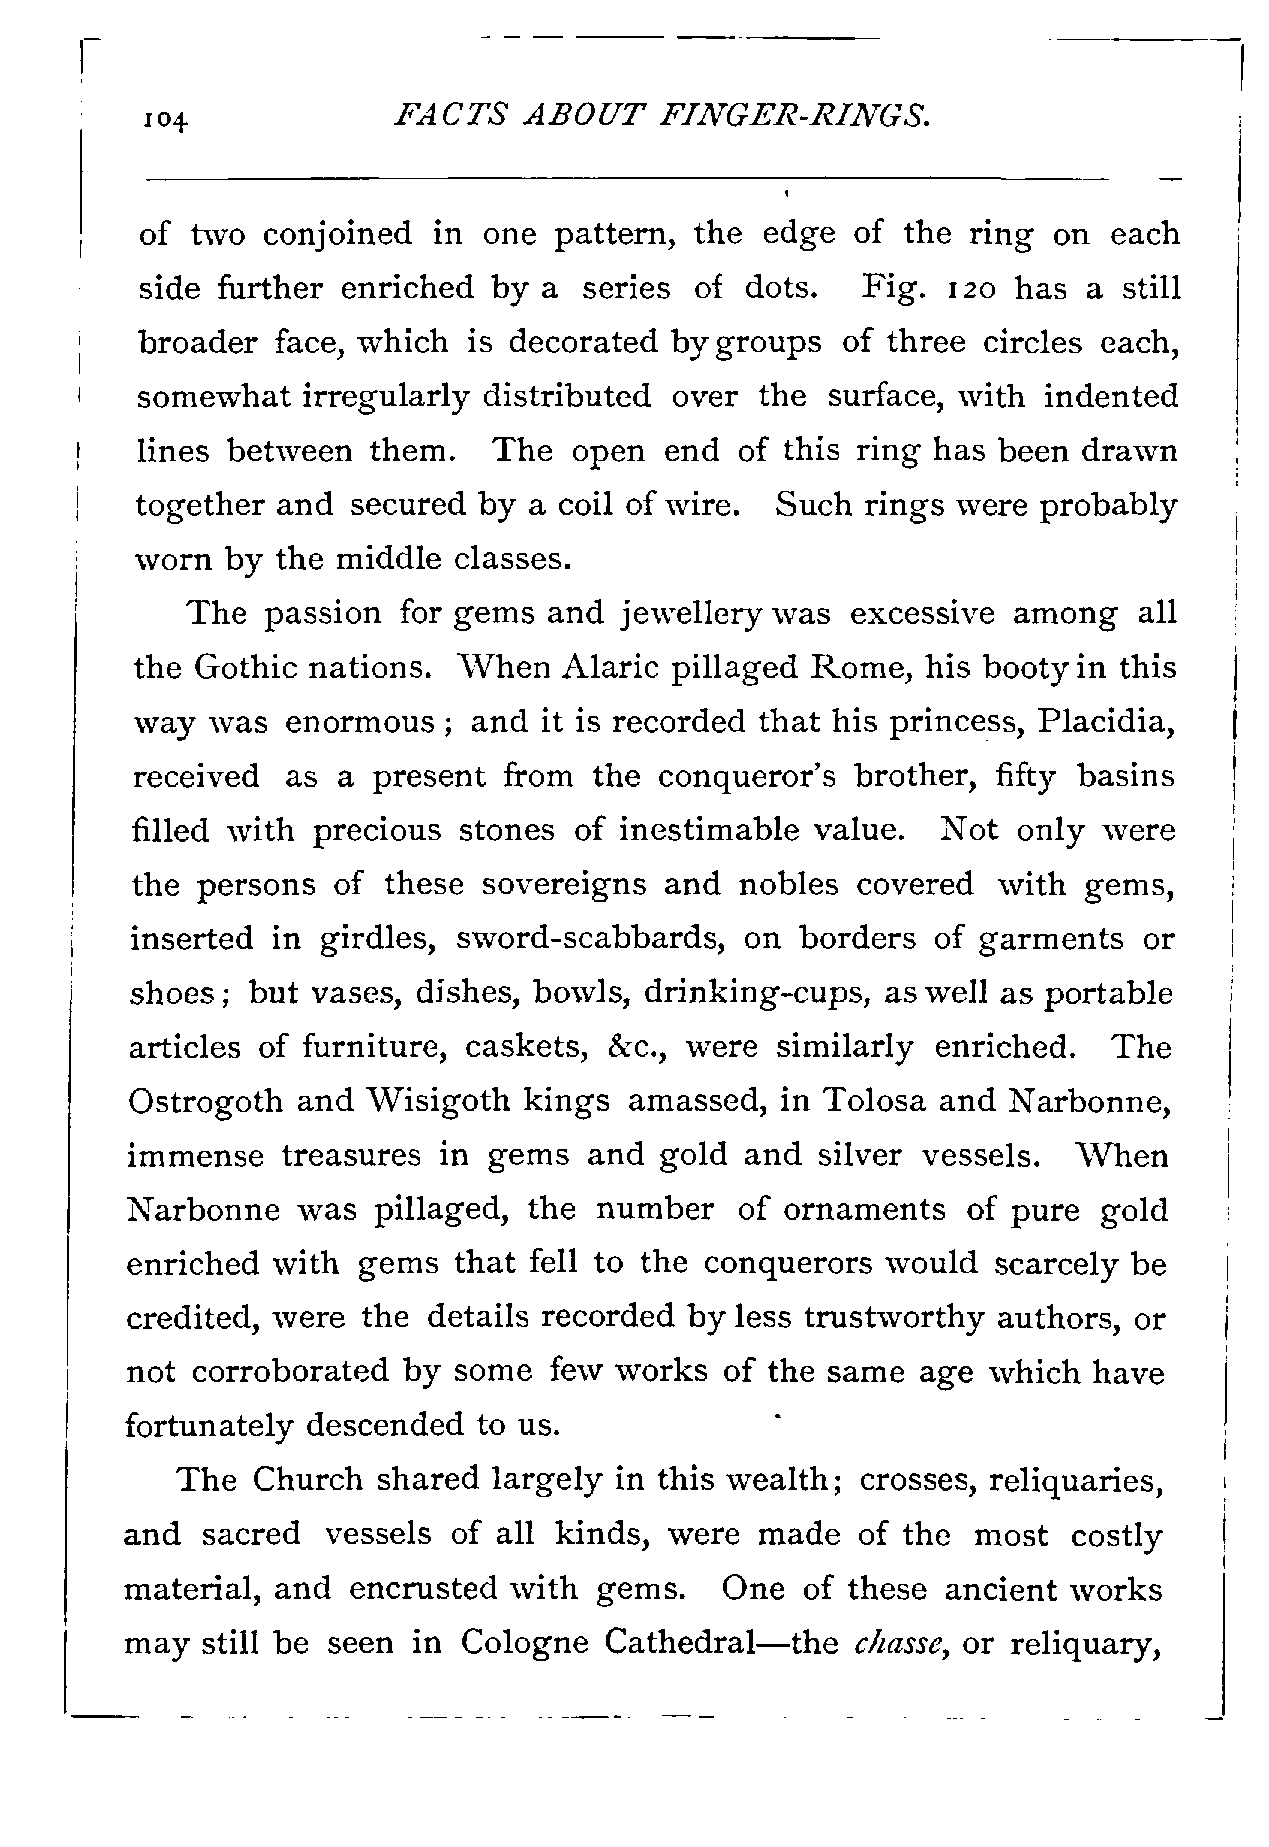 104 FACTS ABOUT FINGER-RINGS.
of two conjoined in one pattern, the edge of the ring on each
side further enriched by a series of dots. Fig. 120 has a still
broader face, which is decorated by groups of three circles each,
somewhat irregularly distributed over the surface, with indented
lines between them. The open end of this ring has been drawn
together and secured by a coil of wire. Such rings were probably
worn by the middle classes.
The passion for gems and jewellery was excessive among all
the Gothic nations. When Alaric pillaged Rome, his booty in this
way was enormous ; and it is recorded that his princess, Placidia,
received as a present from the conqueror's brother, fifty basins
filled with precious stones of inestimable value. Not only were
the persons of these sovereigns and nobles covered with gems,
inserted in girdles, sword-scabbards, on borders of garments or
shoes ; but vases, dishes, bowls, drinking-cups, as well as portable
articles of furniture, caskets, &c., were similarly enriched. The
Ostrogoth and Wisigoth kings amassed, in Tolosa and Narbonne,
immense treasures in gems and gold and silver vessels. When
Narbonne was pillaged, the number of ornaments of pure gold
enriched with gems that fell to the conquerors would scarcely be
credited, were the details recorded by less trustworthy authors, or
not corroborated by some few works of the same age which have
fortunately descended to us.
The Church shared largely in this wealth; crosses, reliquaries,
and sacred vessels of all kinds, were made of the most costly
material, and encrusted with gems. One of these ancient works
may still be seen in Cologne Cathedral—the chasse, or reliquary,